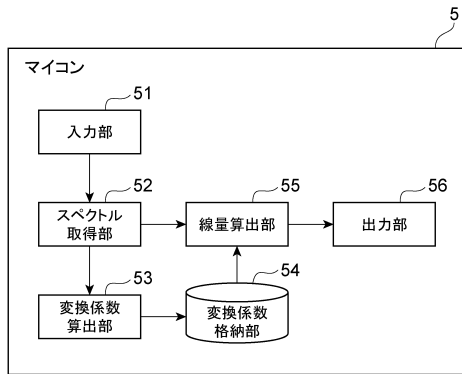 5
マイコン
51
入力部
52
スペクトル
取得部
55
線量算出部
56
出力部
53
変換係数
算出部
54
変換係数
格納部